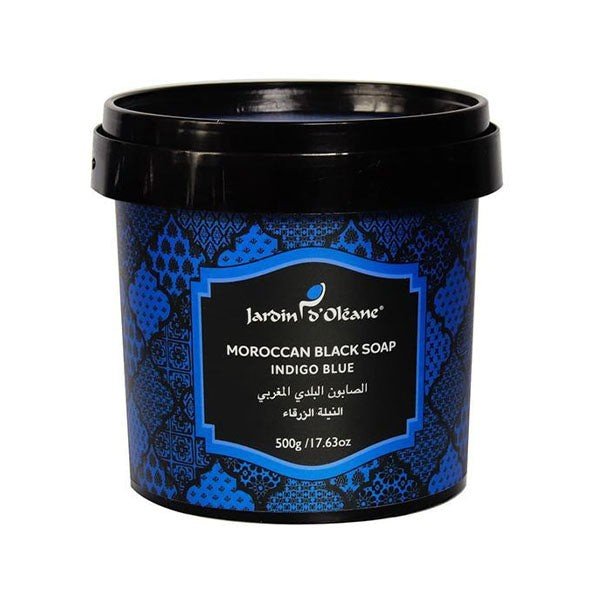 Jardin d'Oléane®
MOROCCAN BLACK SOAP
INDIGO BLUE
الصابون البلدي المغربي
النيلة الزرقاء
500g /17.63oz